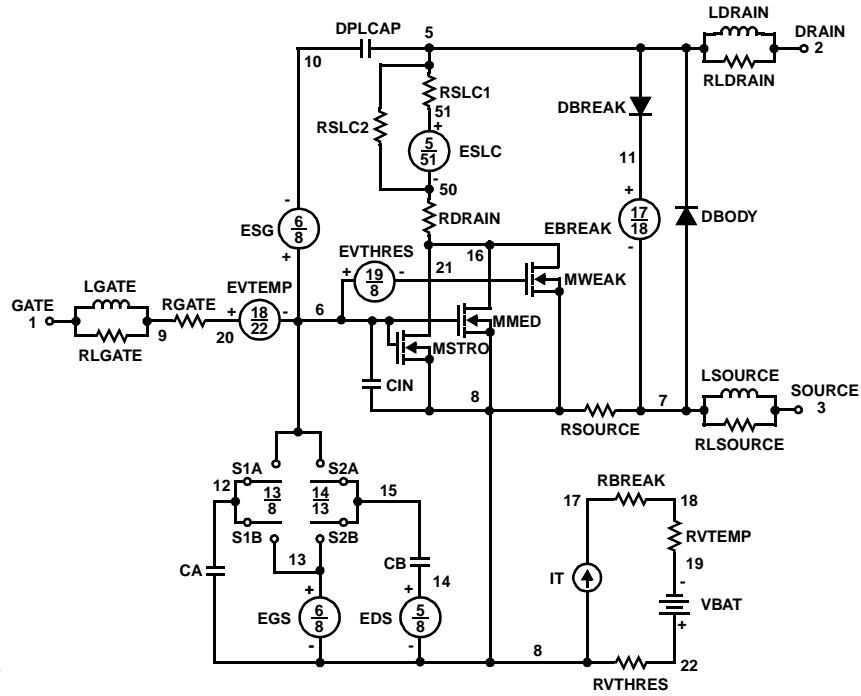 LDRAIN
DPLCAP
5
DRAIN
2
10
RLDRAIN
RSLC1
DBREAK
51
+
RSLC2
5
51
ESLC
-
50
11
-
+
RDRAIN
17
18
EBREAK
DBODY
6
8
ESG
EVTHRES
16
-
+
+
19
8
-
21
MWEAK
LGATE
EVTEMP
GATE
1
RGATE
+
18
22
-
6
MMED
9
20
MSTRO
RLGATE
LSOURCE
CIN
8
7
SOURCE
3
RSOURCE
RLSOURCE
S1A
S2A
12
13
8
14
13
15
RBREAK
17
18
S1B
S2B
RVTEMP
13
CB
19
CA
14
IT
-
+
+
VBAT
EGS
6
8
EDS
5
8
+
-
-
8
22
RVTHRES